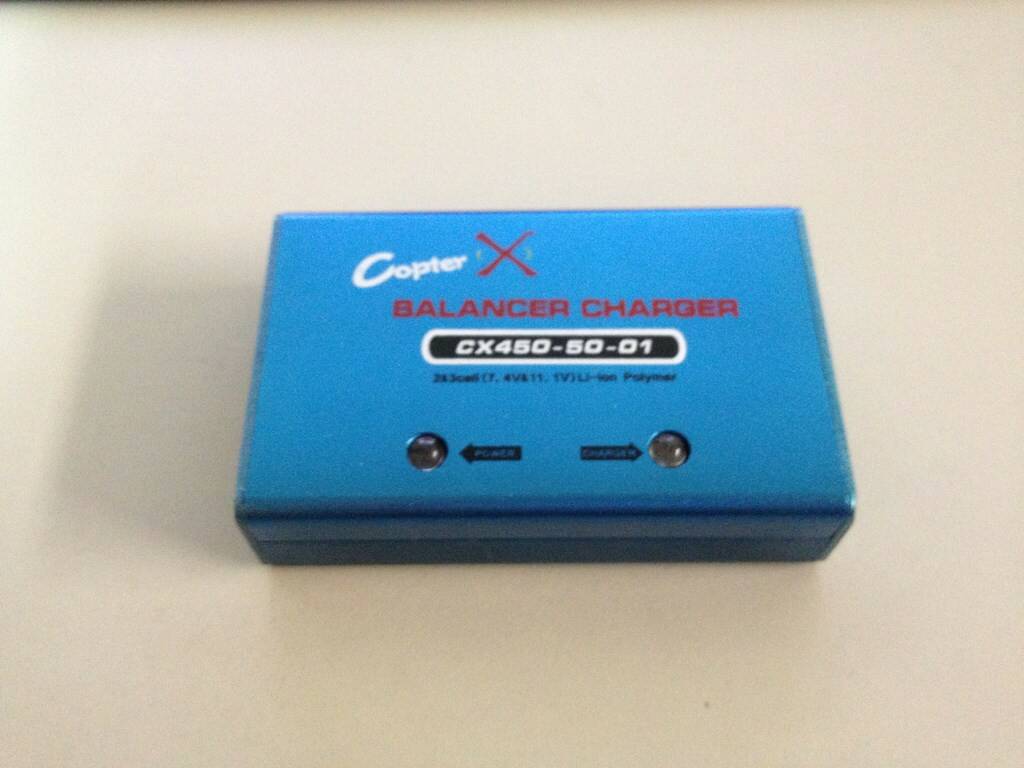 Copter X
BALANCER CHARGER
CX450-50-01
2&3cell(7.4V&11.1V)Li-ion Polymer
POWER CHARGER